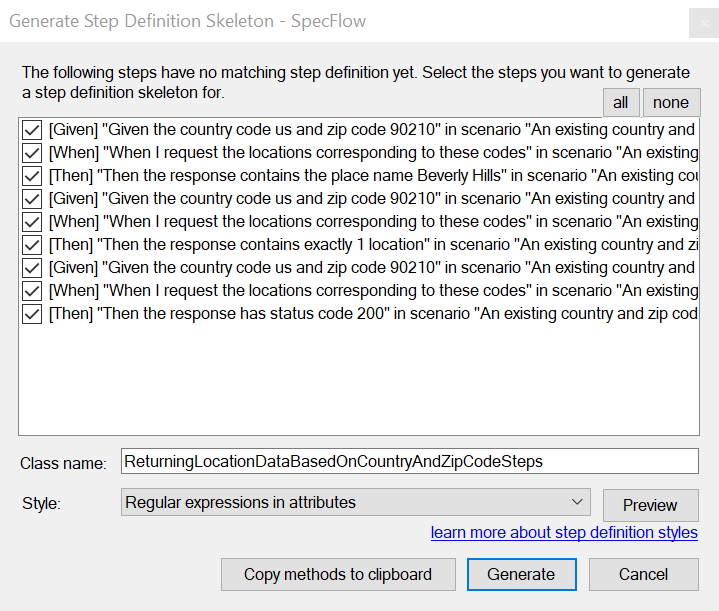 Generate Step Definition Skeleton - SpecFlow
The following steps have no matching step definition yet. Select the steps you want to generate
a step definition skeleton for.
all none
[Given] "Given the country code us and zip code 90210" in scenario "An existing country and
[When] "When I request the locations corresponding to these codes" in scenario "An existing
[Then] "Then the response contains the place name Beverly Hills" in scenario "An existing cou
[Given] "Given the country code us and zip code 90210" in scenario "An existing country and
[When] "When I request the locations corresponding to these codes" in scenario "An existing
[Then] "Then the response contains exactly 1 location" in scenario "An existing country and zi
[Given] "Given the country code us and zip code 90210" in scenario "An existing country and
[When] "When I request the locations corresponding to these codes" in scenario "An existing
[Then] "Then the response has status code 200" in scenario "An existing country and zip cod
Class name: ReturningLocationDataBasedOnCountryAndZipCodeSteps
Style: Regular expressions in attributes Preview
learn more about step definition styles
Copy methods to clipboard Generate Cancel